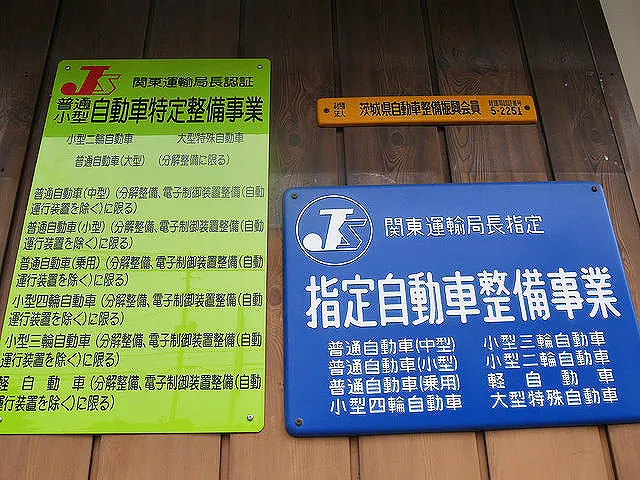 JS 関東運輸局長認証
普通
小型 自動車特定整備事業
小型二輪自動車 大型特殊自動車
普通自動車(大型) (分解整備に限る)
普通自動車(中型) (分解整備、電子制御装置整備(自動
運行装置を除く)に限る)
普通自動車(小型) (分解整備、電子制御装置整備(自動
運行装置を除く)に限る)
普通自動車(乗用) (分解整備、電子制御装置整備(自動
運行装置を除く)に限る)
小型四輪自動車 (分解整備、電子制御装置整備(自動
運行装置を除く)に限る)
小型三輪自動車 (分解整備、電子制御装置整備(自動
運行装置を除く)に限る)
軽自動車(分解整備、電子制御装置整備(自動
運行装置を除く)に限る)
茨城県自動車整備振興会員
5-2251
JS 関東運輸局長指定
指定自動車整備事業
普通自動車(中型) 小型三輪自動車
普通自動車(小型) 小型二輪自動車
普通自動車(乗用) 軽自動車
小型四輪自動車 大型特殊自動車